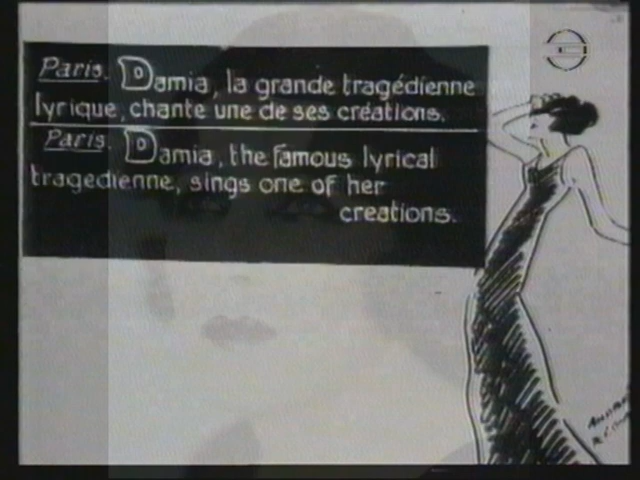 Paris. Damia, la grande tragédienne
lyrique, chante une de ses créations.
Paris. Damia, the famous lyrical
tragedienne, sings one of her
creations.